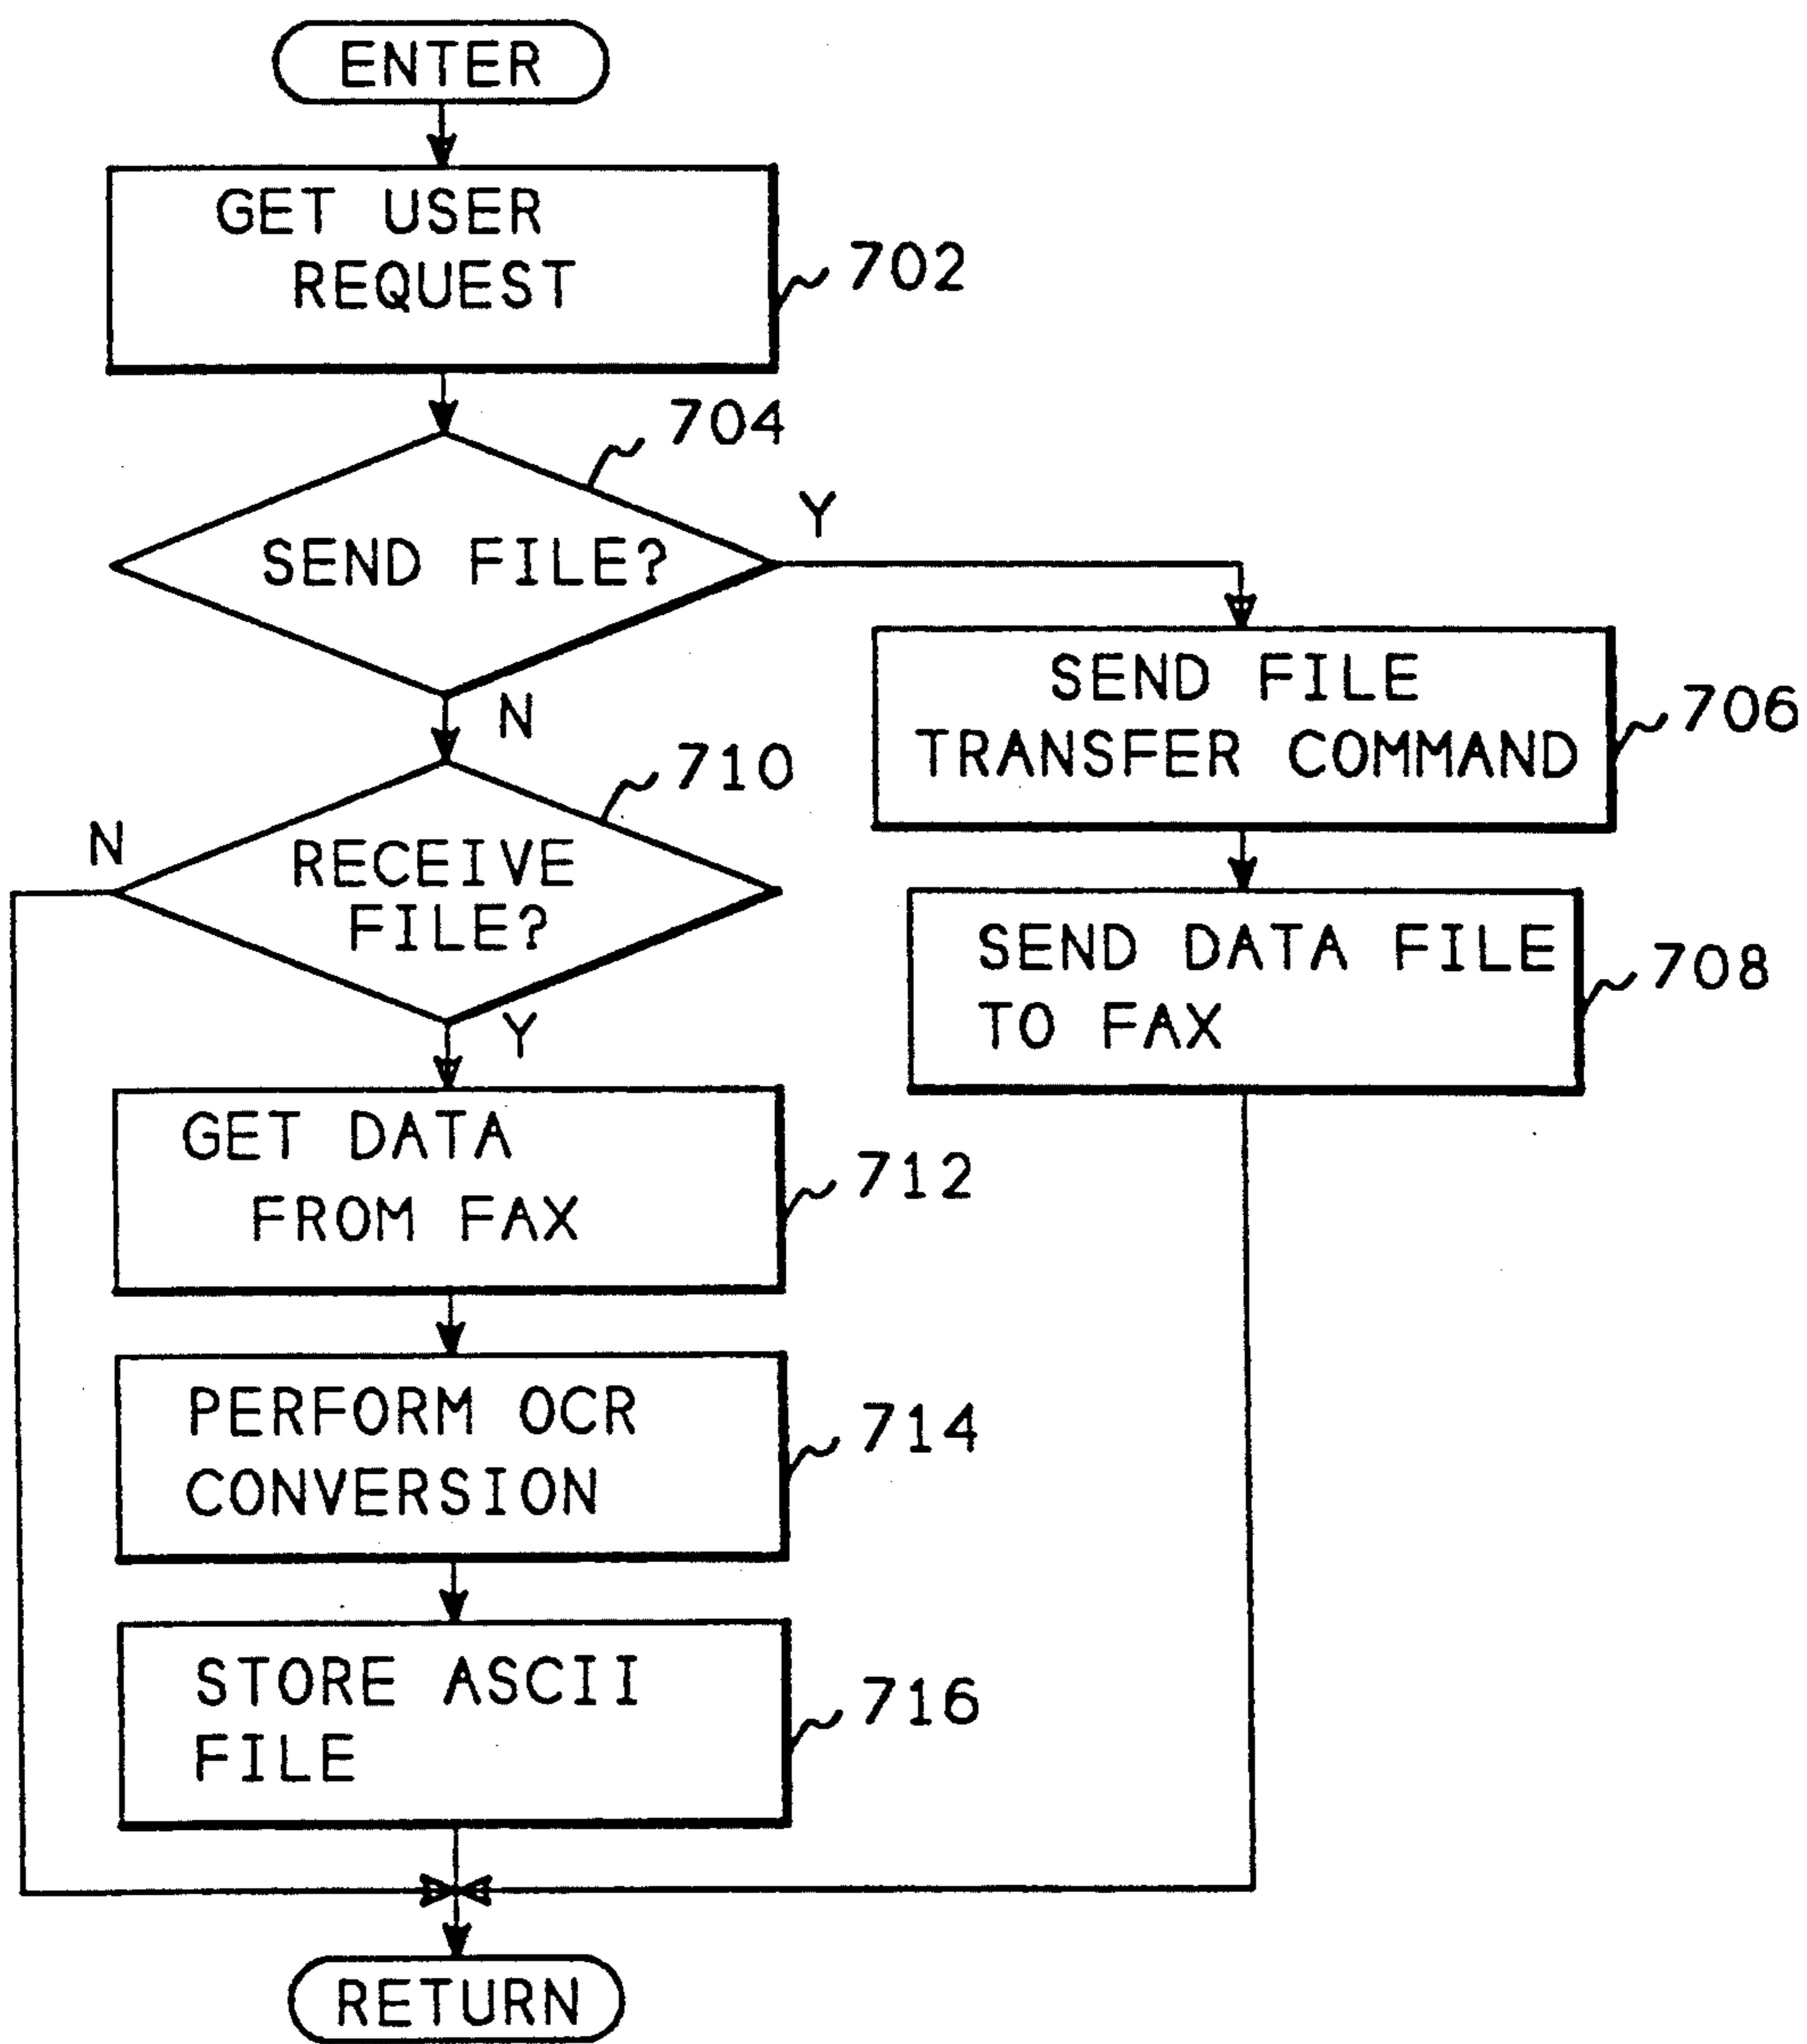 ENTER
GET USER
REQUEST
702
704
SEND FILE?
Y
N
SEND FILE
TRANSFER COMMAND
706
710
RECEIVE
FILE?
N
Y
SEND DATA FILE
TO FAX
708
GET DATA
FROM FAX
712
PERFORM OCR
CONVERSION
714
STORE ASCII
FILE
716
RETURN